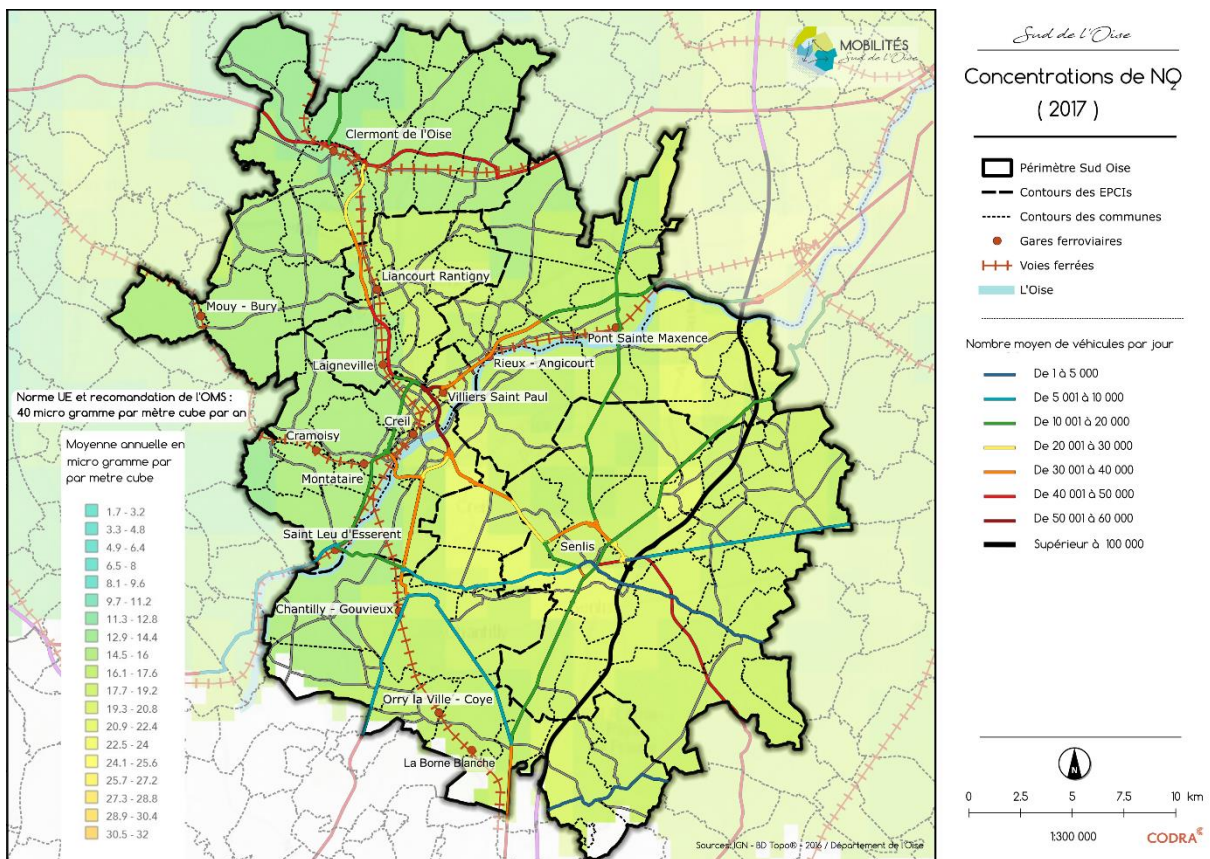 MOBILITÉS
Sud de l'Oise
Clermont de l'Oise
Liancourt Rantigny
Mouy - Bury
Pont Sainte Maxence
Rieux - Angicourt
Laigneville
Villiers Saint Paul
Creil
Cramoisy
Montataire
Saint Leu d'Esserent
Senlis
Chantilly - Gouvieux
Orry la Ville - Coye
La Borne Blanche
Norme UE et recomandation de l'OMS :
40 micro gramme par mètre cube par an
Moyenne annuelle en
micro gramme par
par metre cube
1.7 - 3.2
3.3 - 4.8
4.9 - 6.4
6.5 - 8
8.1 - 9.6
9.7 - 11.2
11.3 - 12.8
12.9 - 14.4
14.5 - 16
16.1 - 17.6
17.7 - 19.2
19.3 - 20.8
20.9 - 22.4
22.5 - 24
24.1 - 25.6
25.7 - 27.2
27.3 - 28.8
28.9 - 30.4
30.5 - 32
Sources: IGN - BD Topo® - 2016 / Département de l'Oise
Sud de l'Oise
Concentrations de NO2
( 2017 )
Périmètre Sud Oise
Contours des EPCIs
Contours des communes
Gares ferroviaires
Voies ferrées
L'Oise
Nombre moyen de véhicules par jour
De 1 à 5 000
De 5 001 à 10 000
De 10 001 à 20 000
De 20 001 à 30 000
De 30 001 à 40 000
De 40 001 à 50 000
De 50 001 à 60 000
Supérieur à 100 000
N
0 2.5 5 7.5 10 km
1:300 000
CODRA